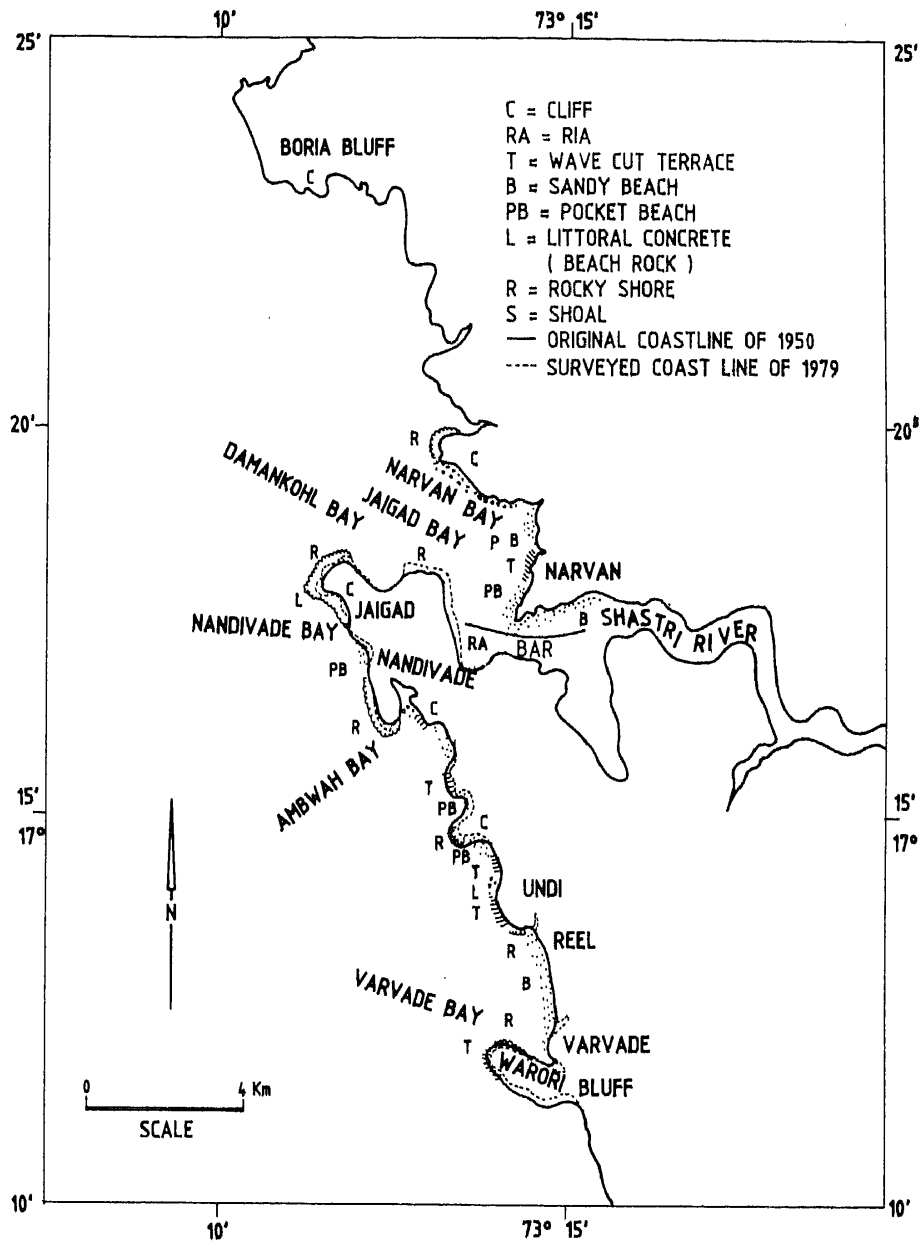 10'
73° 15'
25'
25'
C = CLIFF
RA = RIA
T = WAVE CUT TERRACE
B = SANDY BEACH
PB = POCKET BEACH
L = LITTORAL CONCRETE
( BEACH ROCK )
R = ROCKY SHORE
S = SHOAL
ORIGINAL COASTLINE OF 1950
SURVEYED COAST LINE OF 1979
BORIA BLUFF
C
20'
20'
R
C
DAMANKOHL BAY
NARVAN BAY
JAIGAD BAY
P B
T
NARVAN
PB
R
R
C
JAIGAD
L
NANDIVADE BAY
B
SHASTRI RIVER
RA
BAR
PB
NANDIVADE
C
R
AMBWAH BAY
T
PB
C
R
PB
15'
17°
15'
17°
T
L
T
UNDI
N
R
REEL
B
VARVADE BAY
R
T
VARVADE
WARORI BLUFF
0
4 Km
SCALE
10'
10'
10'
73° 15'